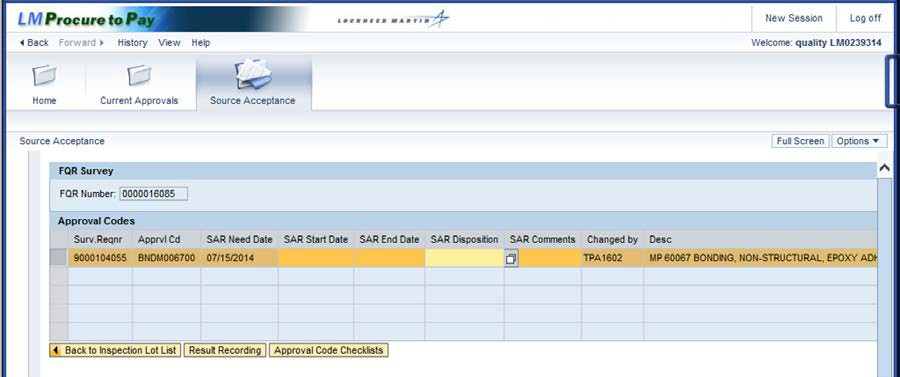 LM Procure to Pay LOCKHEED MARTIN New Session Log off
Back Forward History View Help Welcome: quality LM0239314
Home Current Approvals Source Acceptance
Source Acceptance Full Screen Options
FQR Survey
FQR Number: 0000016085
Approval Codes
Surv.Reqnr Apprvl Cd SAR Need Date SAR Start Date SAR End Date SAR Disposition SAR Comments Changed by Desc
9000104055 BNDM006700 07/15/2014 TPA1602 MP 60067 BONDING, NON-STRUCTURAL, EPOXY ADH
Back to Inspection Lot List Result Recording Approval Code Checklists